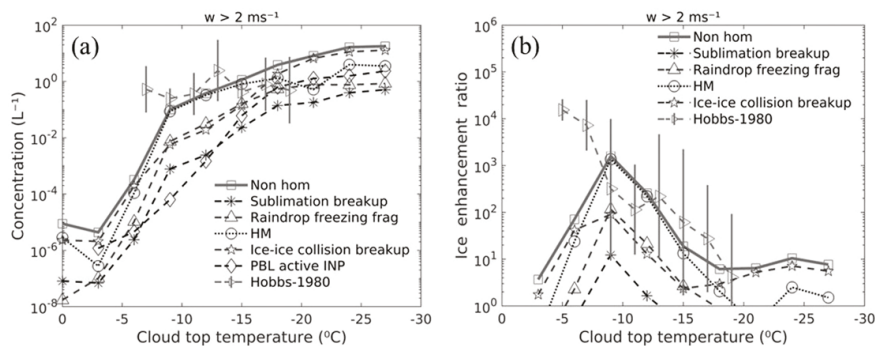 w > 2 ms⁻¹
(a)
Concentration (L⁻¹)
10²
10⁰
10⁻²
10⁻⁴
10⁻⁶
10⁻⁸
Non hom
Sublimation breakup
Raindrop freezing frag
HM
Ice-ice collision breakup
PBL active INP
Hobbs-1980
0 -5 -10 -15 -20 -25 -30
Cloud top temperature (⁰C)
w > 2 ms⁻¹
(b)
Ice enhancement ratio
10⁶
10⁵
10⁴
10³
10²
10¹
10⁰
Non hom
Sublimation breakup
Raindrop freezing frag
HM
Ice-ice collision breakup
Hobbs-1980
0 -5 -10 -15 -20 -25 -30
Cloud top temperature (⁰C)